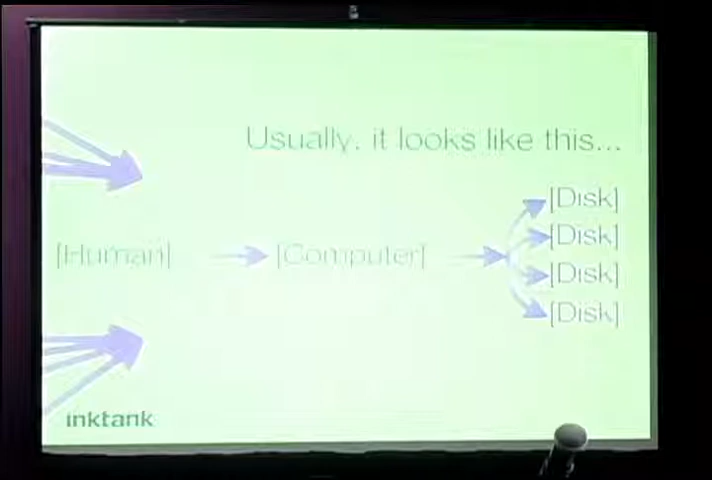 Usually, it looks like this...
[Disk]
[Disk]
[Human] [Computer]
[Disk]
[Disk]
inktank